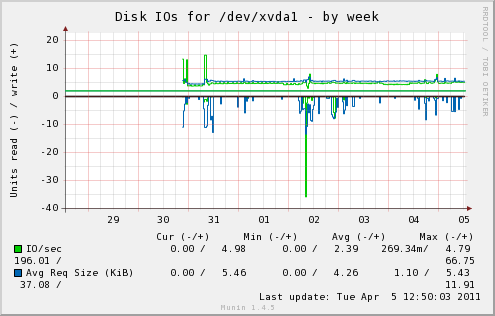 Disk IOs for /dev/xvda1 - by week
RRDTOOL / TOBI OETIKER
Units read (-) / write (+)
20
10
0
-10
-20
-30
-40
29 30 31 01 02 03 04 05
Cur (-/+) Min (-/+) Avg (-/+) Max (-/+)
IO/sec 0.00 / 4.98 0.00 / 2.39 269.34m/ 4.79
196.01 / 66.75
Avg Req Size (KiB) 0.00 / 5.46 0.00 / 4.26 1.10 / 5.43
37.08 / 11.91
Last update: Tue Apr 5 12:50:03 2011
Munin 1.4.5